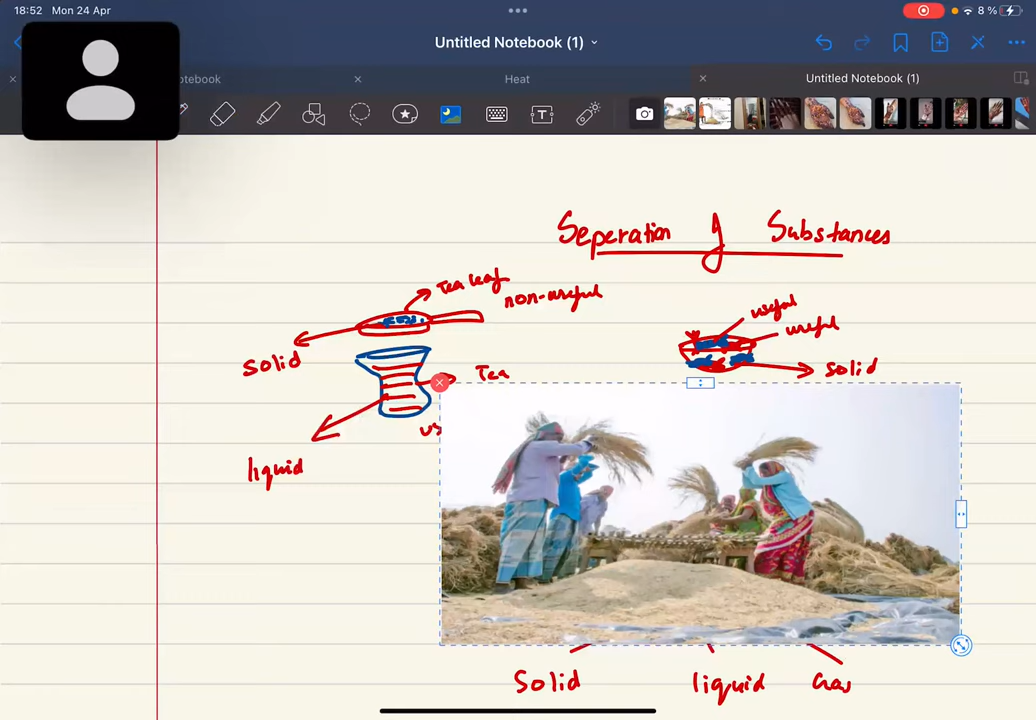 18:52 Mon 24 Apr
8 %
Untitled Notebook (1)
otebook
Heat
Untitled Notebook (1)
Seperation of Substances
Tea leaf
non-useful
useful
useful
solid
solid
Tea
us
liquid
Solid liquid Gas